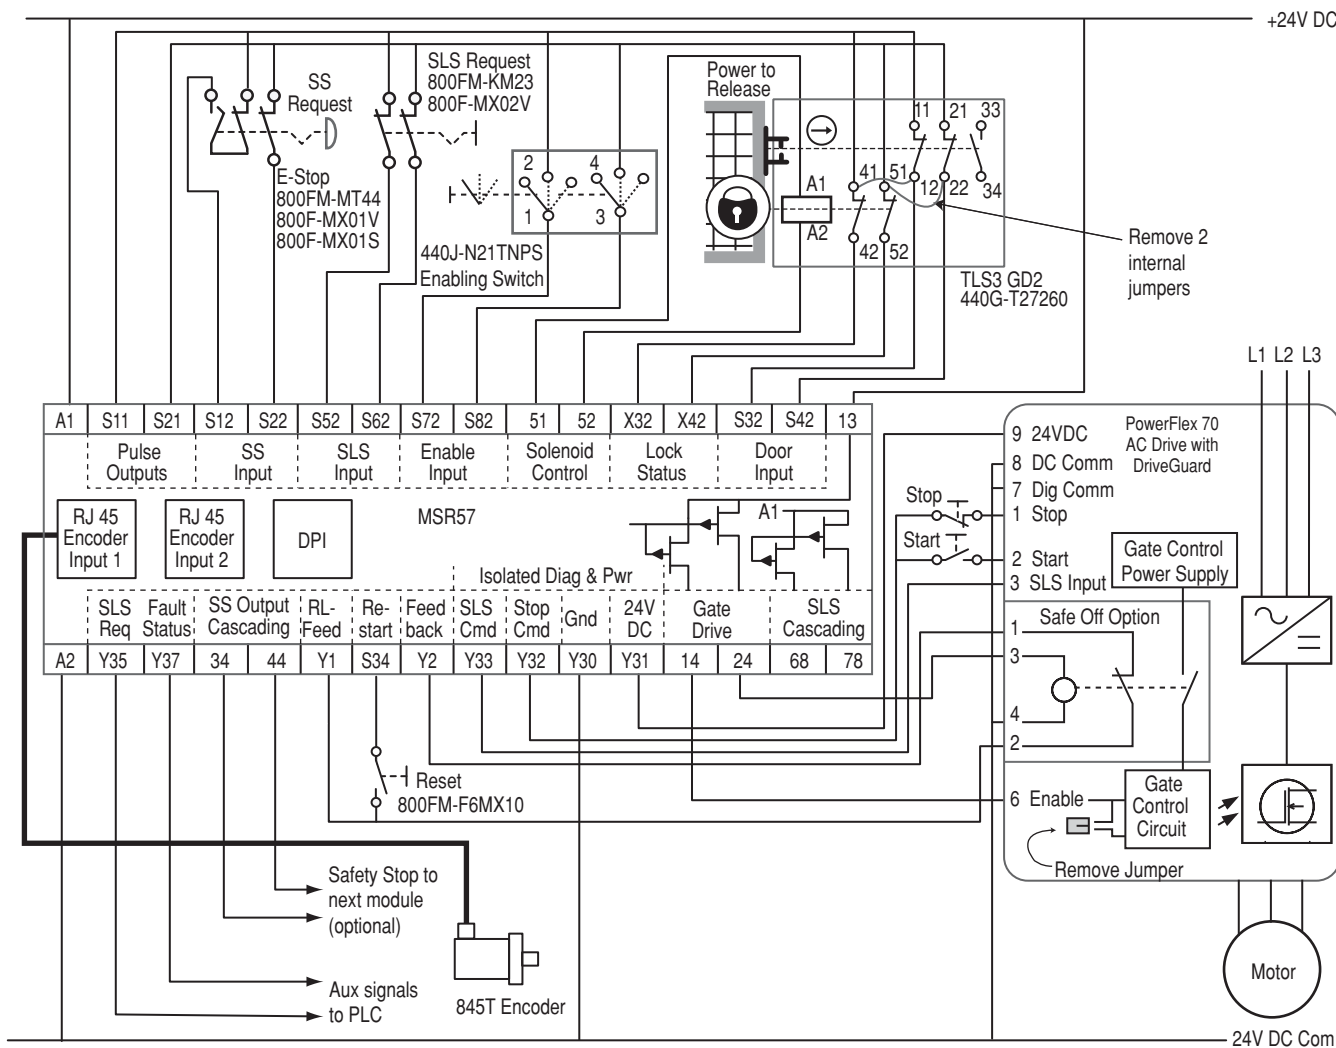 +24V DC
SS
Request
SLS Request
800FM-KM23
800F-MX02V
Power to
Release
11 21 33
E-Stop
800FM-MT44
800F-MX01V
800F-MX01S
2 4
1 3
440J-N21TNPS
Enabling Switch
A1
A2
41 51 12 22 34
42 52
TLS3 GD2
440G-T27260
Remove 2
internal
jumpers
L1 L2 L3
A1 S11 S21 S12 S22 S52 S62 S72 S82 51 52 X32 X42 S32 S42 13
Pulse
Outputs
SS
Input
SLS
Input
Enable
Input
Solenoid
Control
Lock
Status
Door
Input
RJ 45
Encoder
Input 1
RJ 45
Encoder
Input 2
DPI
MSR57
A1
Isolated Diag & Pwr
SLS
Req
Fault
Status
SS Output
Cascading
RL-
Feed
Re-
start
Feed
back
SLS
Cmd
Stop
Cmd
Gnd
24V
DC
Gate
Drive
SLS
Cascading
A2 Y35 Y37 34 44 Y1 S34 Y2 Y33 Y32 Y30 Y31 14 24 68 78
PowerFlex 70
AC Drive with
DriveGuard
9 24VDC
8 DC Comm
7 Dig Comm
Stop
1 Stop
Start
2 Start
3 SLS Input
Gate Control
Power Supply
Safe Off Option
1
3
4
2
6 Enable
Gate
Control
Circuit
Remove Jumper
Reset
800FM-F6MX10
Safety Stop to
next module
(optional)
Aux signals
to PLC
845T Encoder
Motor
24V DC Com